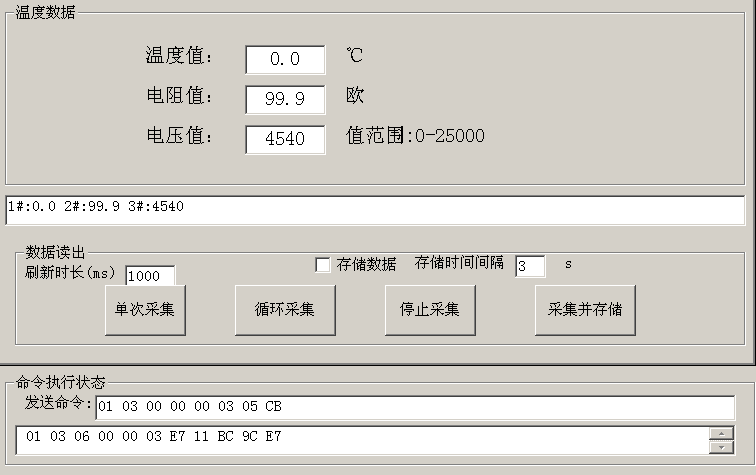 温度数据
温度值: 0.0 ℃
电阻值: 99.9 欧
电压值: 4540 值范围:0-25000
1#:0.0 2#:99.9 3#:4540
数据读出
刷新时长(ms) 1000 存储数据 存储时间间隔 3 s
单次采集 循环采集 停止采集 采集并存储
命令执行状态
发送命令: 01 03 00 00 00 03 05 CB
01 03 06 00 00 03 E7 11 BC 9C E7